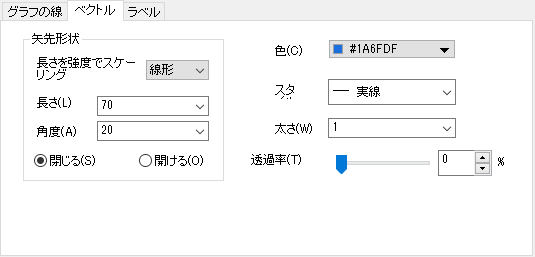 グラフの線 ベクトル ラベル
矢先形状
長さを強度でスケー
リング
線形
長さ(L) 70
角度(A) 20
閉じる(S) 開ける(O)
色(C) #1A6FDF
スタ
実線
太さ(W) 1
透過率(T) 0 %